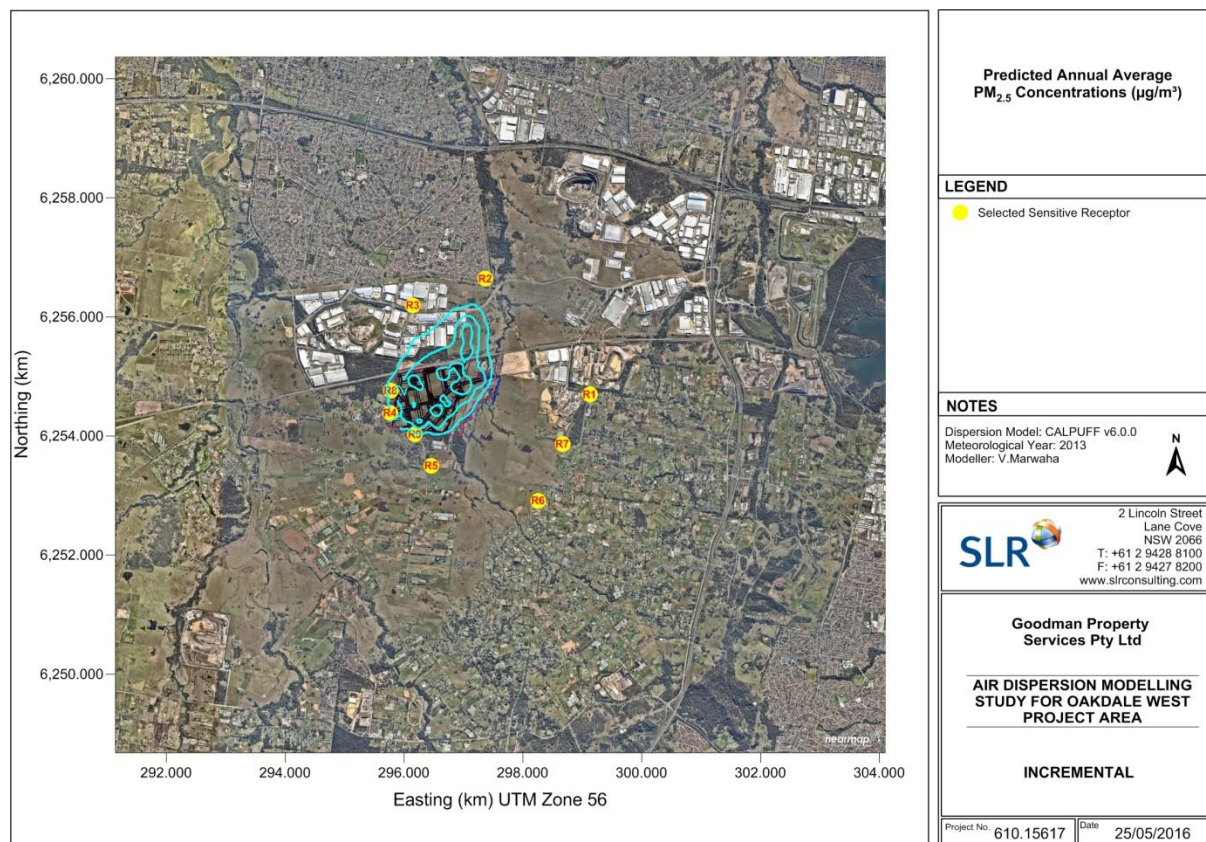 6,260.000
6,258.000
6,256.000
6,254.000
6,252.000
6,250.000
Northing (km)
292.000 294.000 296.000 298.000 300.000 302.000 304.000
Easting (km) UTM Zone 56
R2
R3
R8
R4
R9
R5
R1
R7
R6
nearmap
Predicted Annual Average
PM2.5 Concentrations (µg/m³)
LEGEND
Selected Sensitive Receptor
NOTES
Dispersion Model: CALPUFF v6.0.0
Meteorological Year: 2013
Modeller: V.Marwaha
N
SLR
2 Lincoln Street
Lane Cove
NSW 2066
T: +61 2 9428 8100
F: +61 2 9427 8200
www.slrconsulting.com
Goodman Property
Services Pty Ltd
AIR DISPERSION MODELLING
STUDY FOR OAKDALE WEST
PROJECT AREA
INCREMENTAL
Project No. 610.15617
Date 25/05/2016